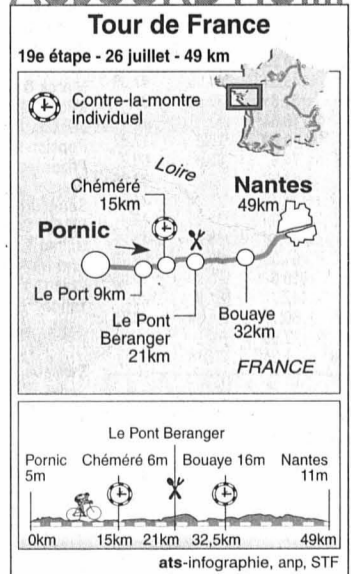 Tour de France
19e étape - 26 juillet - 49 km
Contre-la-montre
individuel
Loire
Chéméré
15km
Nantes
49km
Pornic
Le Port 9km
Le Pont
Beranger
21km
Bouaye
32km
FRANCE
Le Pont Beranger
Pornic
5m
Chéméré 6m
Bouaye 16m
Nantes
11m
0km
15km
21km
32,5km
49km
ats-infographie, anp, STF